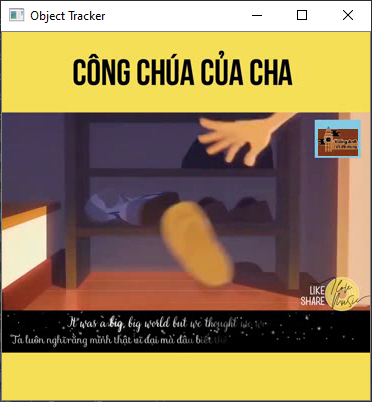 Object Tracker
CÔNG CHÚA CỦA CHA
LIKE
SHARE
It was a big, big world but we thought we we
Ta luôn nghĩ rằng mình thật vĩ đại mà đâu biết